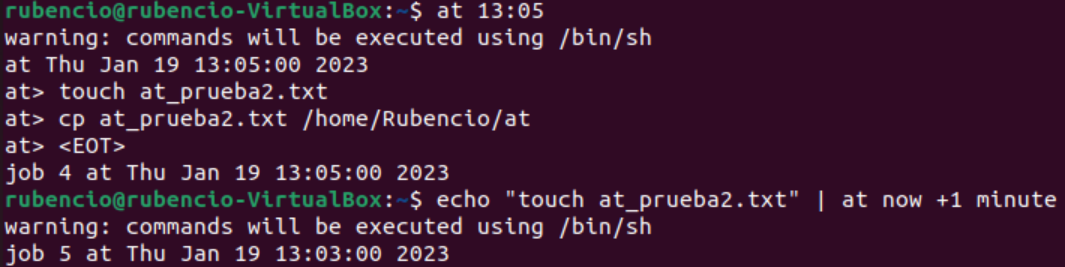 rubencio@rubencio-VirtualBox:~$ at 13:05
warning: commands will be executed using /bin/sh
at Thu Jan 19 13:05:00 2023
at> touch at_prueba2.txt
at> cp at_prueba2.txt /home/Rubencio/at
at> <EOT>
job 4 at Thu Jan 19 13:05:00 2023
rubencio@rubencio-VirtualBox:~$ echo "touch at_prueba2.txt" | at now +1 minute
warning: commands will be executed using /bin/sh
job 5 at Thu Jan 19 13:03:00 2023